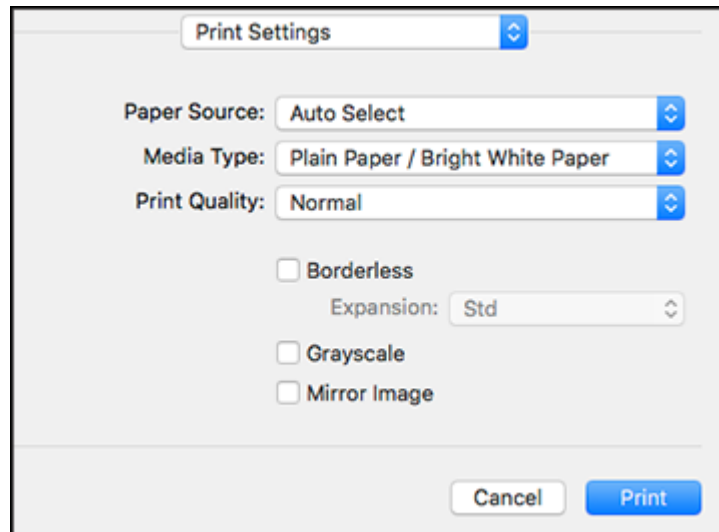 Print Settings
Paper Source: Auto Select
Media Type: Plain Paper / Bright White Paper
Print Quality: Normal
Borderless
Expansion: Std
Grayscale
Mirror Image
Cancel Print